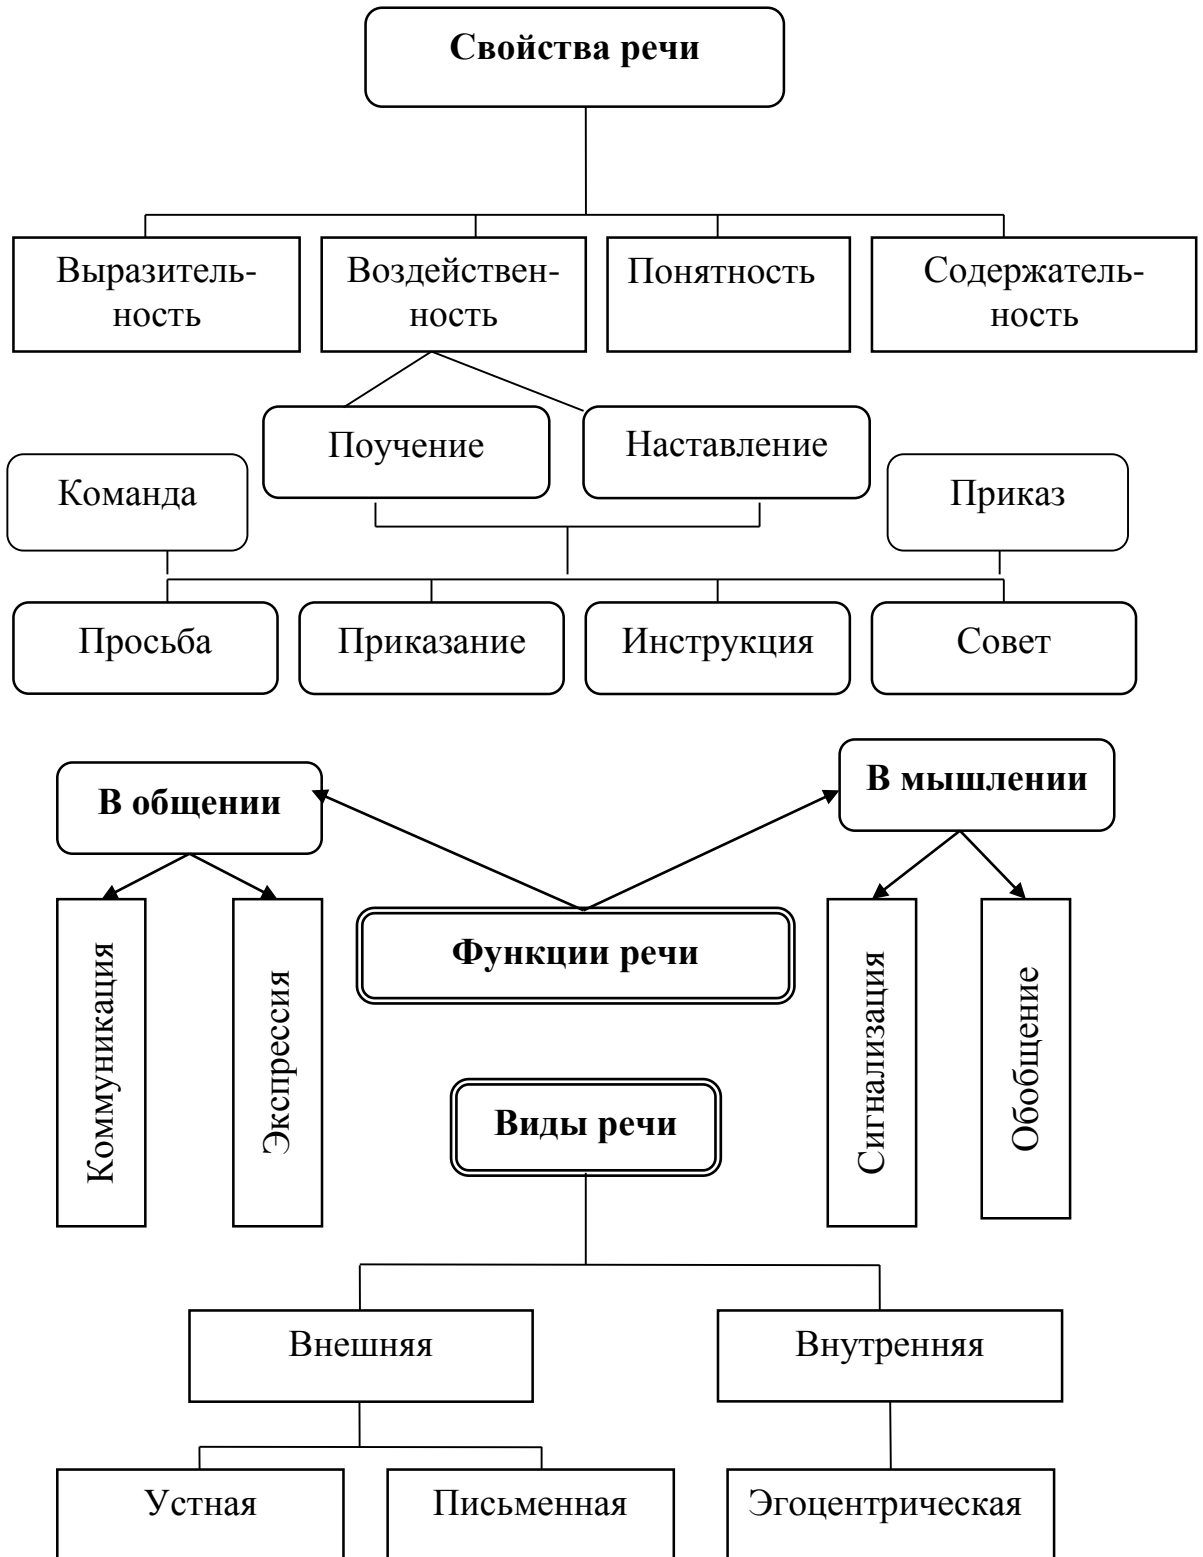 Свойства речи
Выразитель-
ность
Воздействен-
ность
Понятность
Содержатель-
ность
Поучение
Наставление
Команда
Приказ
Просьба
Приказание
Инструкция
Совет
В общении
В мышлении
Коммуникация
Экспрессия
Функции речи
Сигнализация
Обобщение
Виды речи
Внешняя
Внутренняя
Устная
Письменная
Эгоцентрическая